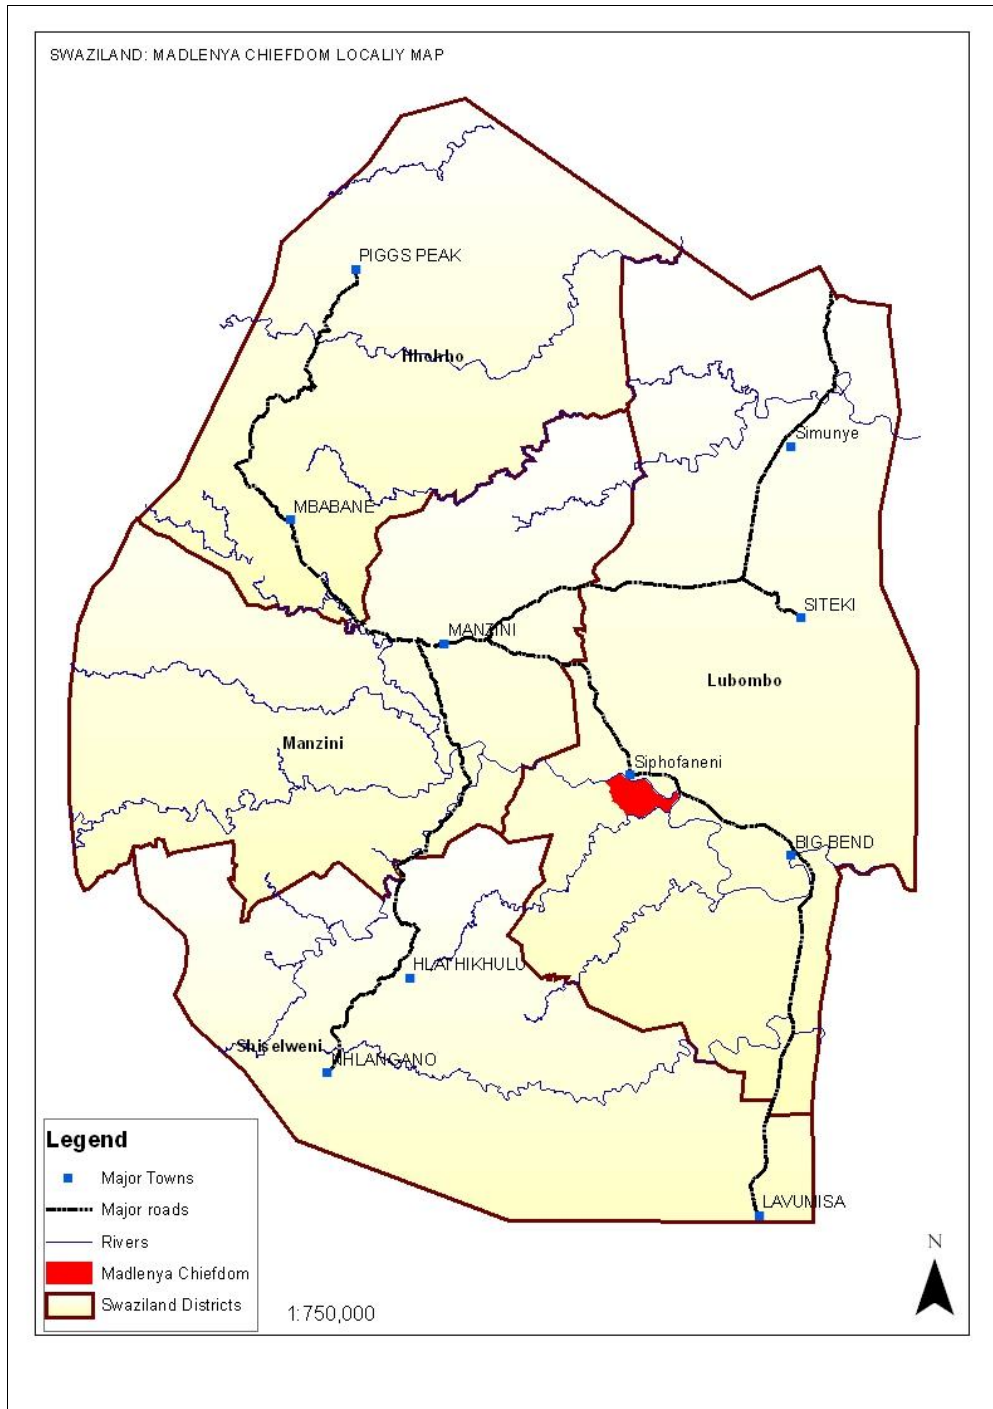 SWAZILAND: MADLENYA CHIEFDOM LOCALIY MAP
PIGGS PEAK
Hhohho
Simunye
MBABANE
SITEKI
MANZINI
Lubombo
Manzini
Siphofaneni
BIG BEND
HLATHIKHULU
Shiselweni
NHLANGANO
LAVUMISA
Legend
Major Towns
Major roads
Rivers
Madlenya Chiefdom
Swaziland Districts
1:750,000
N